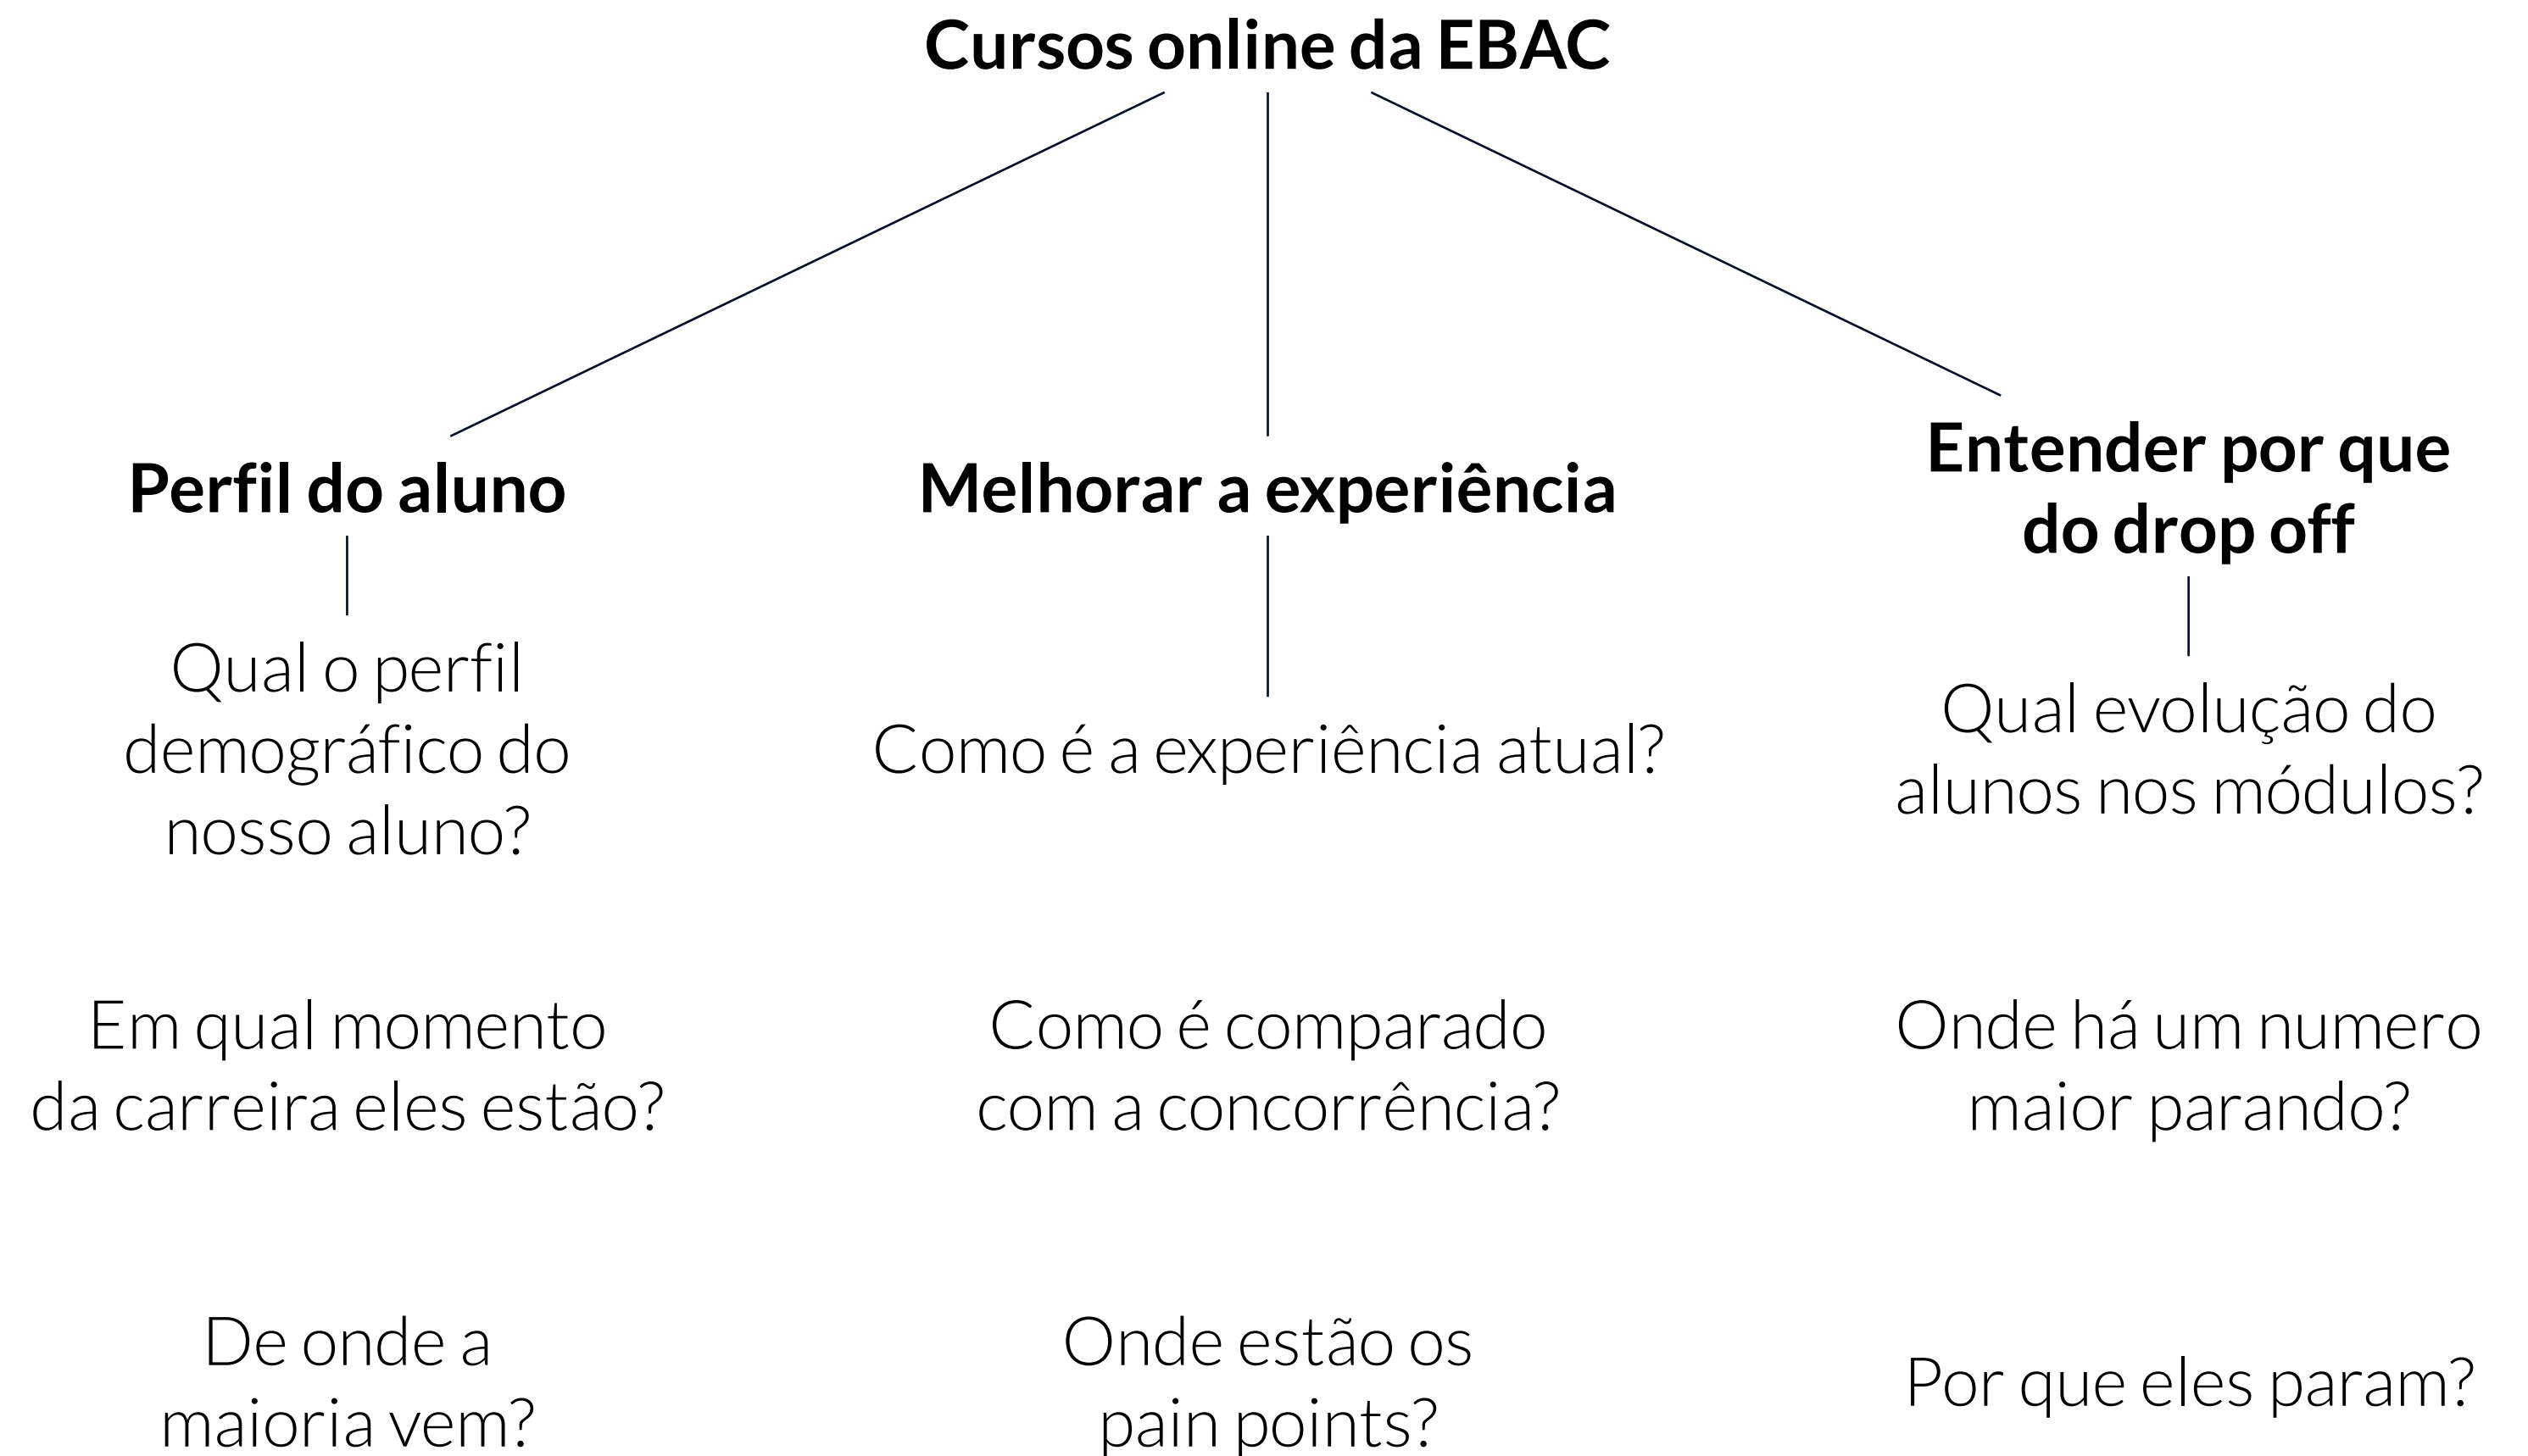 Cursos online da EBAC
Perfil do aluno
Qual o perfil
demográfico do
nosso aluno?
Em qual momento
da carreira eles estão?
De onde a
maioria vem?
Melhorar a experiência
Como é a experiência atual?
Como é comparado
com a concorrência?
Onde estão os
pain points?
Entender por que
do drop off
Qual evolução do
alunos nos módulos?
Onde há um numero
maior parando?
Por que eles param?